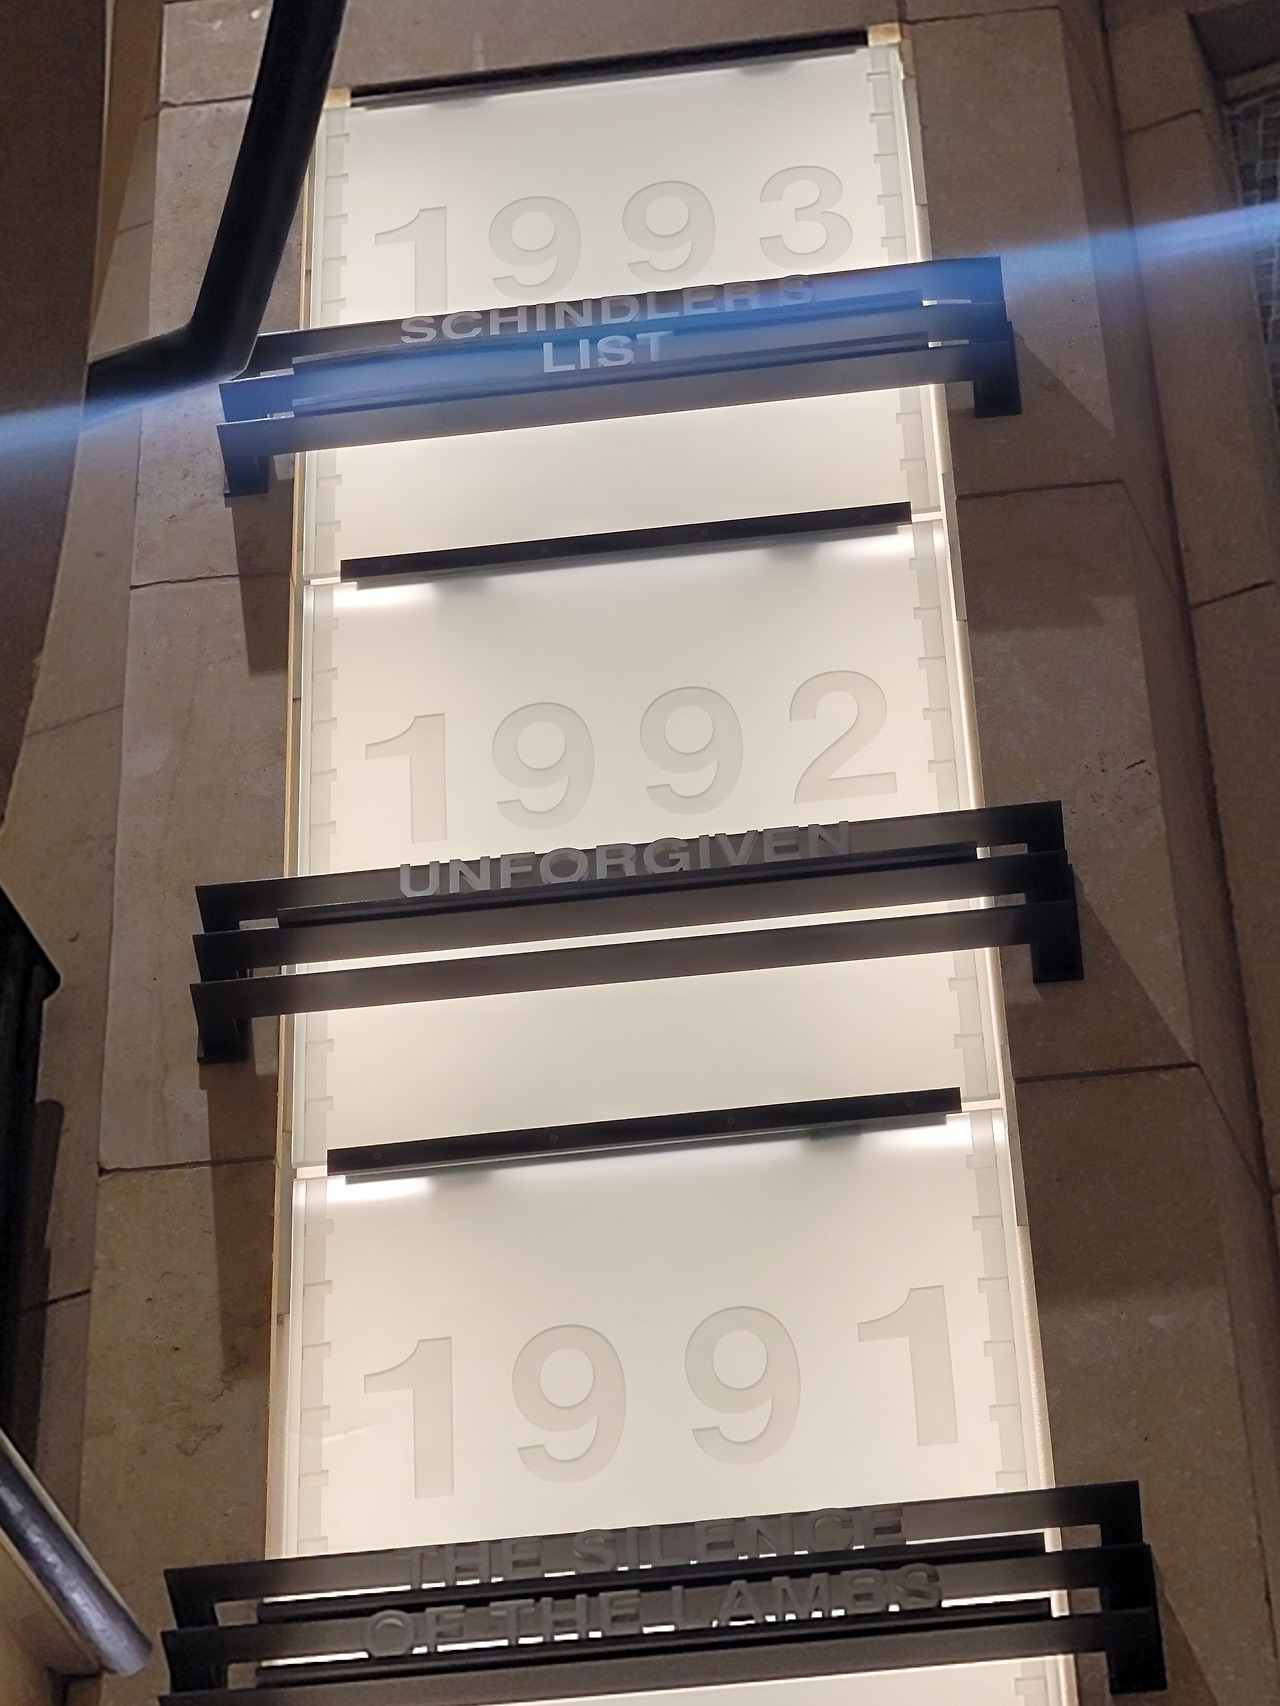 1993
SCHINDLER'S
LIST
1992
UNFORGIVEN
1991
THE SILENCE
OF THE LAMBS